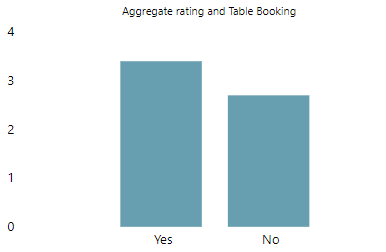 Aggregate rating and Table Booking
4
3
2
1
0
Yes No